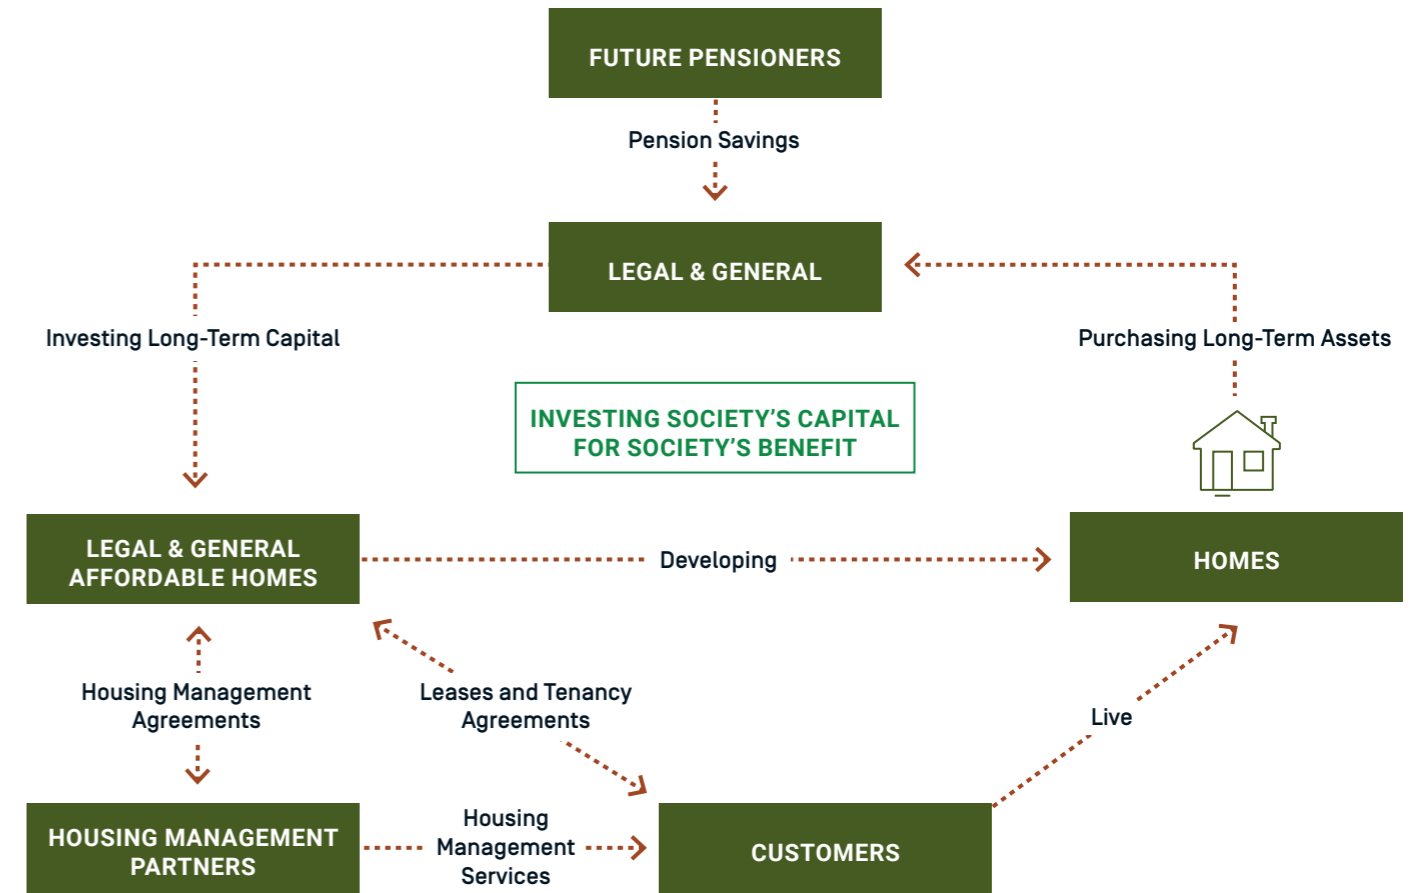 FUTURE PENSIONERS
Pension Savings
LEGAL & GENERAL
Investing Long-Term Capital
Purchasing Long-Term Assets
INVESTING SOCIETY'S CAPITAL
FOR SOCIETY'S BENEFIT
LEGAL & GENERAL
AFFORDABLE HOMES
Developing
HOMES
Housing Management
Agreements
Leases and Tenancy
Agreements
Live
HOUSING MANAGEMENT
PARTNERS
Housing
Management
Services
CUSTOMERS